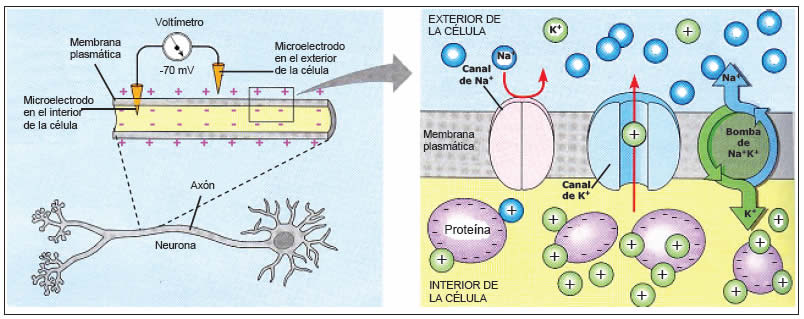 Voltímetro
-70 mV
Membrana
plasmática
Microelectrodo
en el exterior
de la célula
Microelectrodo
en el interior
de la célula
+ + + + + + + +
- - - - - - - -
- - - - - - - -
+ + + + + + + +
Axón
Neurona
EXTERIOR DE
LA CÉLULA
K⁺
+
Na⁺
Canal
de Na⁺
Na⁺
Membrana
plasmática
+
Bomba
de
Na⁺K⁺
Canal
de K⁺
K⁺
Proteína
+ + + + + + + + + + + +
INTERIOR DE
LA CÉLULA